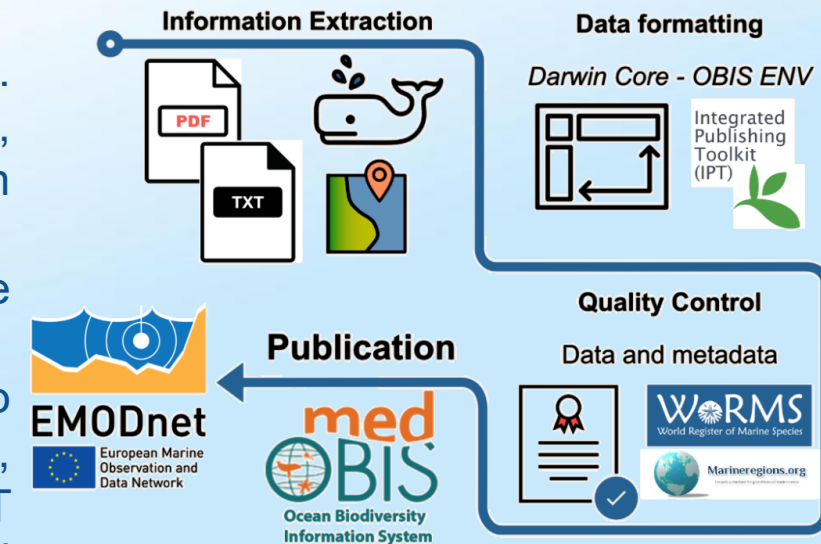 Information Extraction
PDF
TXT
Data formatting
Darwin Core - OBIS ENV
Integrated
Publishing
Toolkit
(IPT)
Quality Control
Data and metadata
WoRMS
World Register of Marine Species
Marineregions.org
Publication
EMODnet
European Marine
Observation and
Data Network
med
OBIS
Ocean Biodiversity
Information System